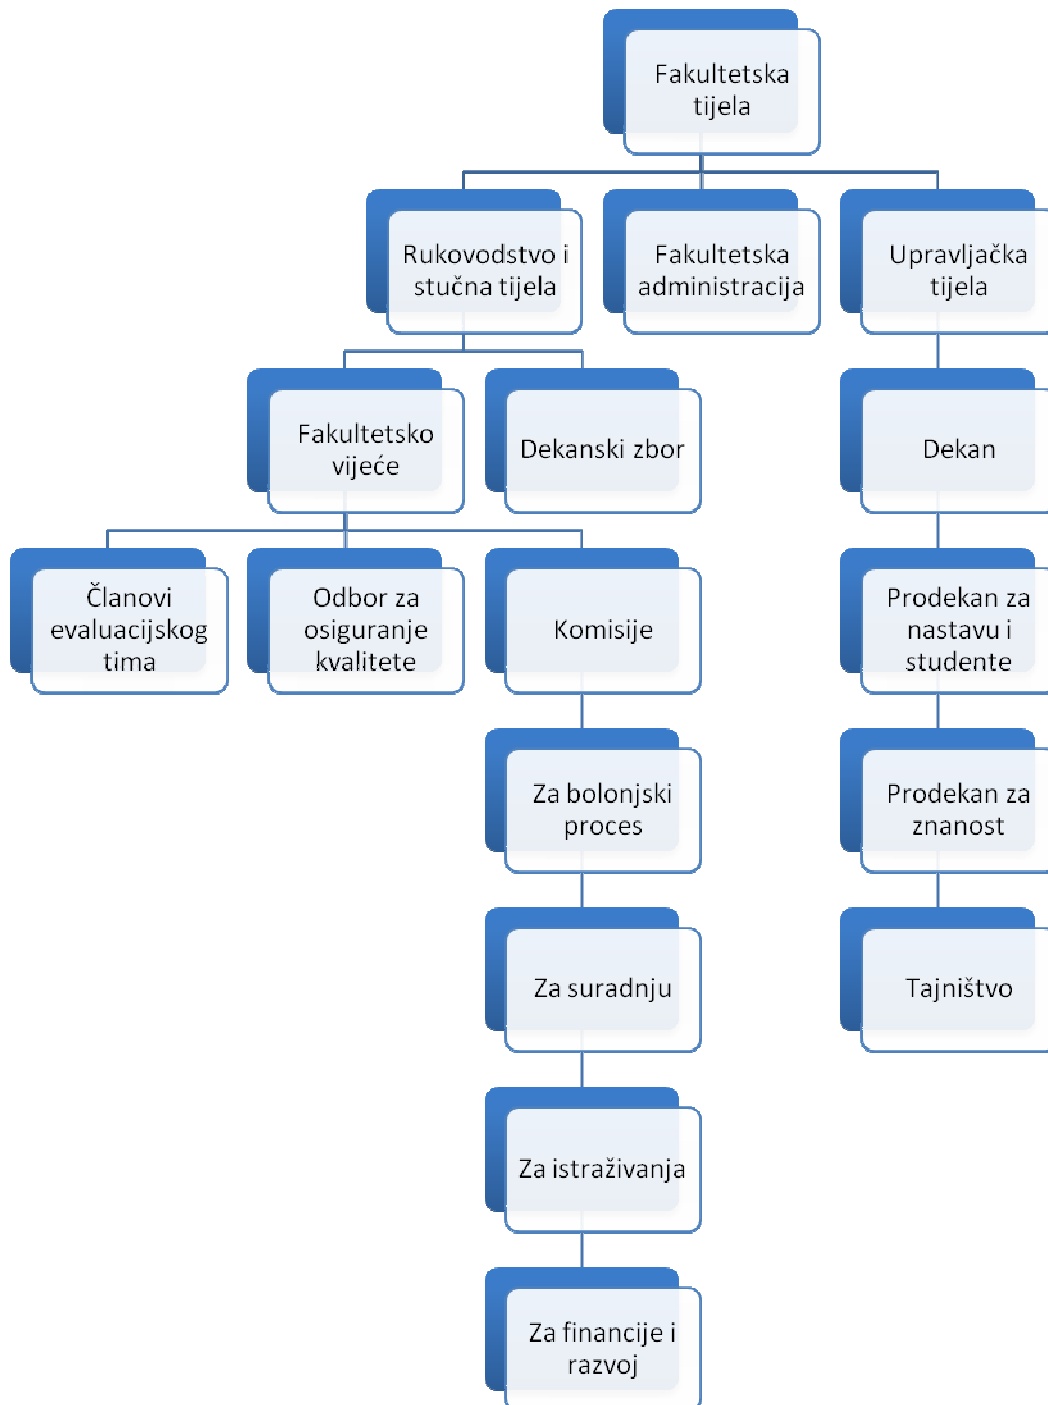 Fakultetska
tijela
Rukovodstvo i
stučna tijela
Fakultetska
administracija
Upravljačka
tijela
Fakultetsko
vijeće
Dekanski zbor
Dekan
Članovi
evaluacijskog
tima
Odbor za
osiguranje
kvalitete
Komisije
Prodekan za
nastavu i
studente
Za bolonjski
proces
Prodekan za
znanost
Za suradnju
Tajništvo
Za istraživanja
Za financije i
razvoj